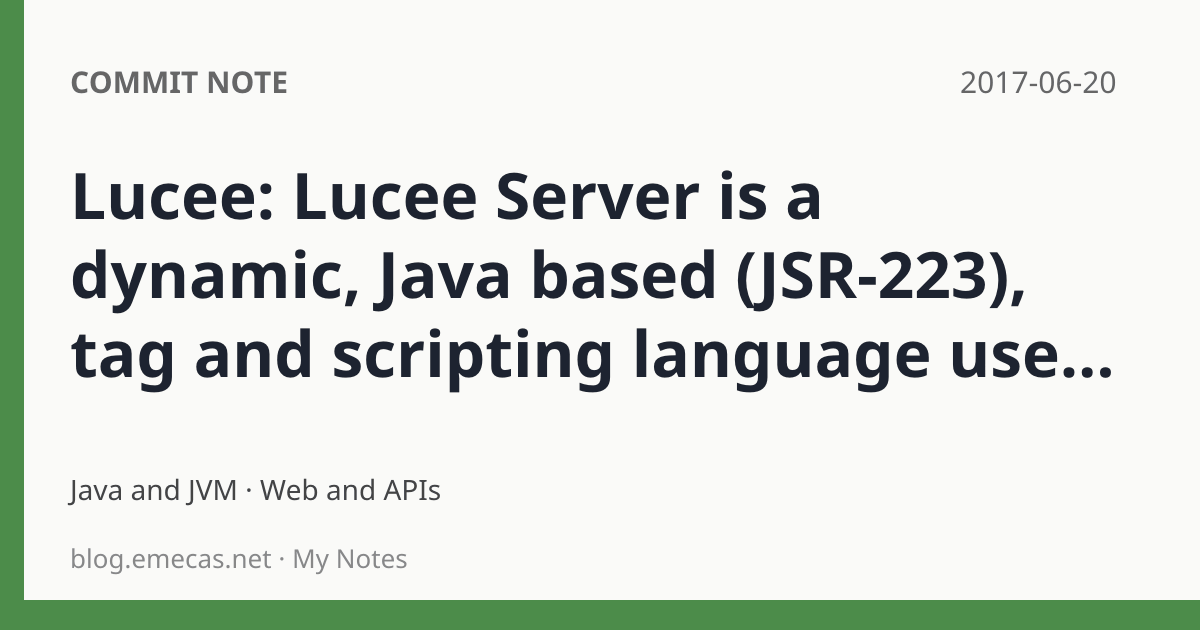 COMMIT NOTE
2017-06-20
Lucee: Lucee Server is a
dynamic, Java based (JSR-223),
tag and scripting language use...
Java and JVM · Web and APIs
blog.emecas.net · My Notes